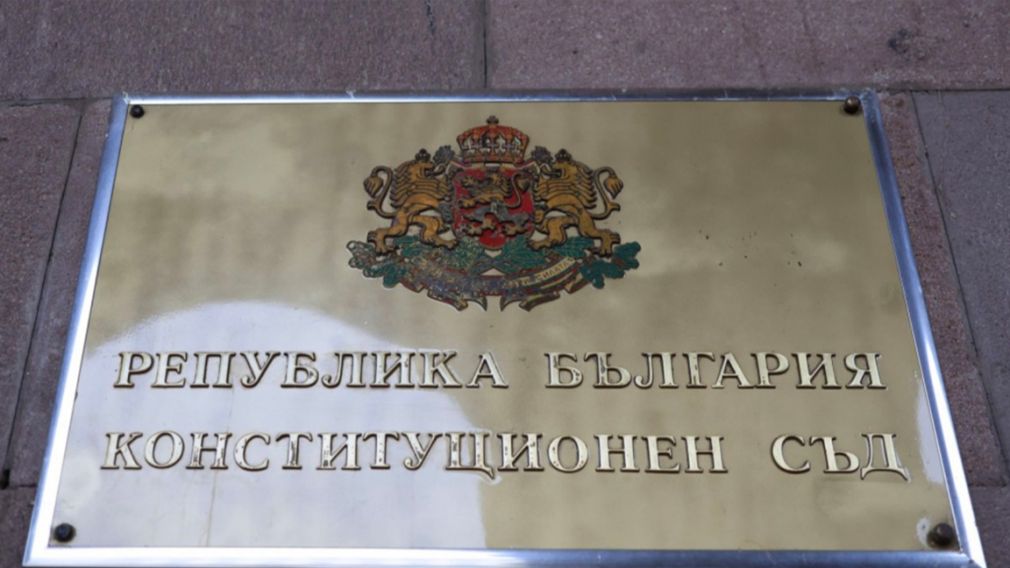 РЕПУБЛИКА БЪЛГАРИЯ
КОНСТИТУЦИОНЕН СЪД